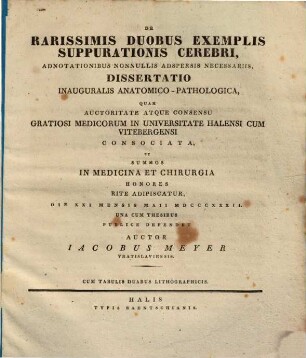 DE
RARISSIMIS DUOBUS EXEMPLIS
SUPPURATIONIS CEREBRI,
ADNOTATIONIBUS NONNULLIS ADSPERSIS NECESSARIIS,
DISSERTATIO
INAUGURALIS ANATOMICO-PATHOLOGICA,
QUAM
AUCTORITATE ATQUE CONSENSU
GRATIOSI MEDICORUM IN UNIVERSITATE HALENSI CUM
VITEBERGENSI
CONSOCIATA,
UT
SUMMOS
IN MEDICINA ET CHIRURGIA
HONORES
RITE ADIPISCATUR,
DIE XXI MENSIS MAII MDCCCXXXII.
UNA CUM THESIBUS
PUBLICE DEFENDET
AUCTOR
IACOBUS MEYER
VRATISLAVIENSIS.
CUM TABULIS DUABUS LITHOGRAPHICIS.
HALIS
TYPIS BAENTSCHIANIS.